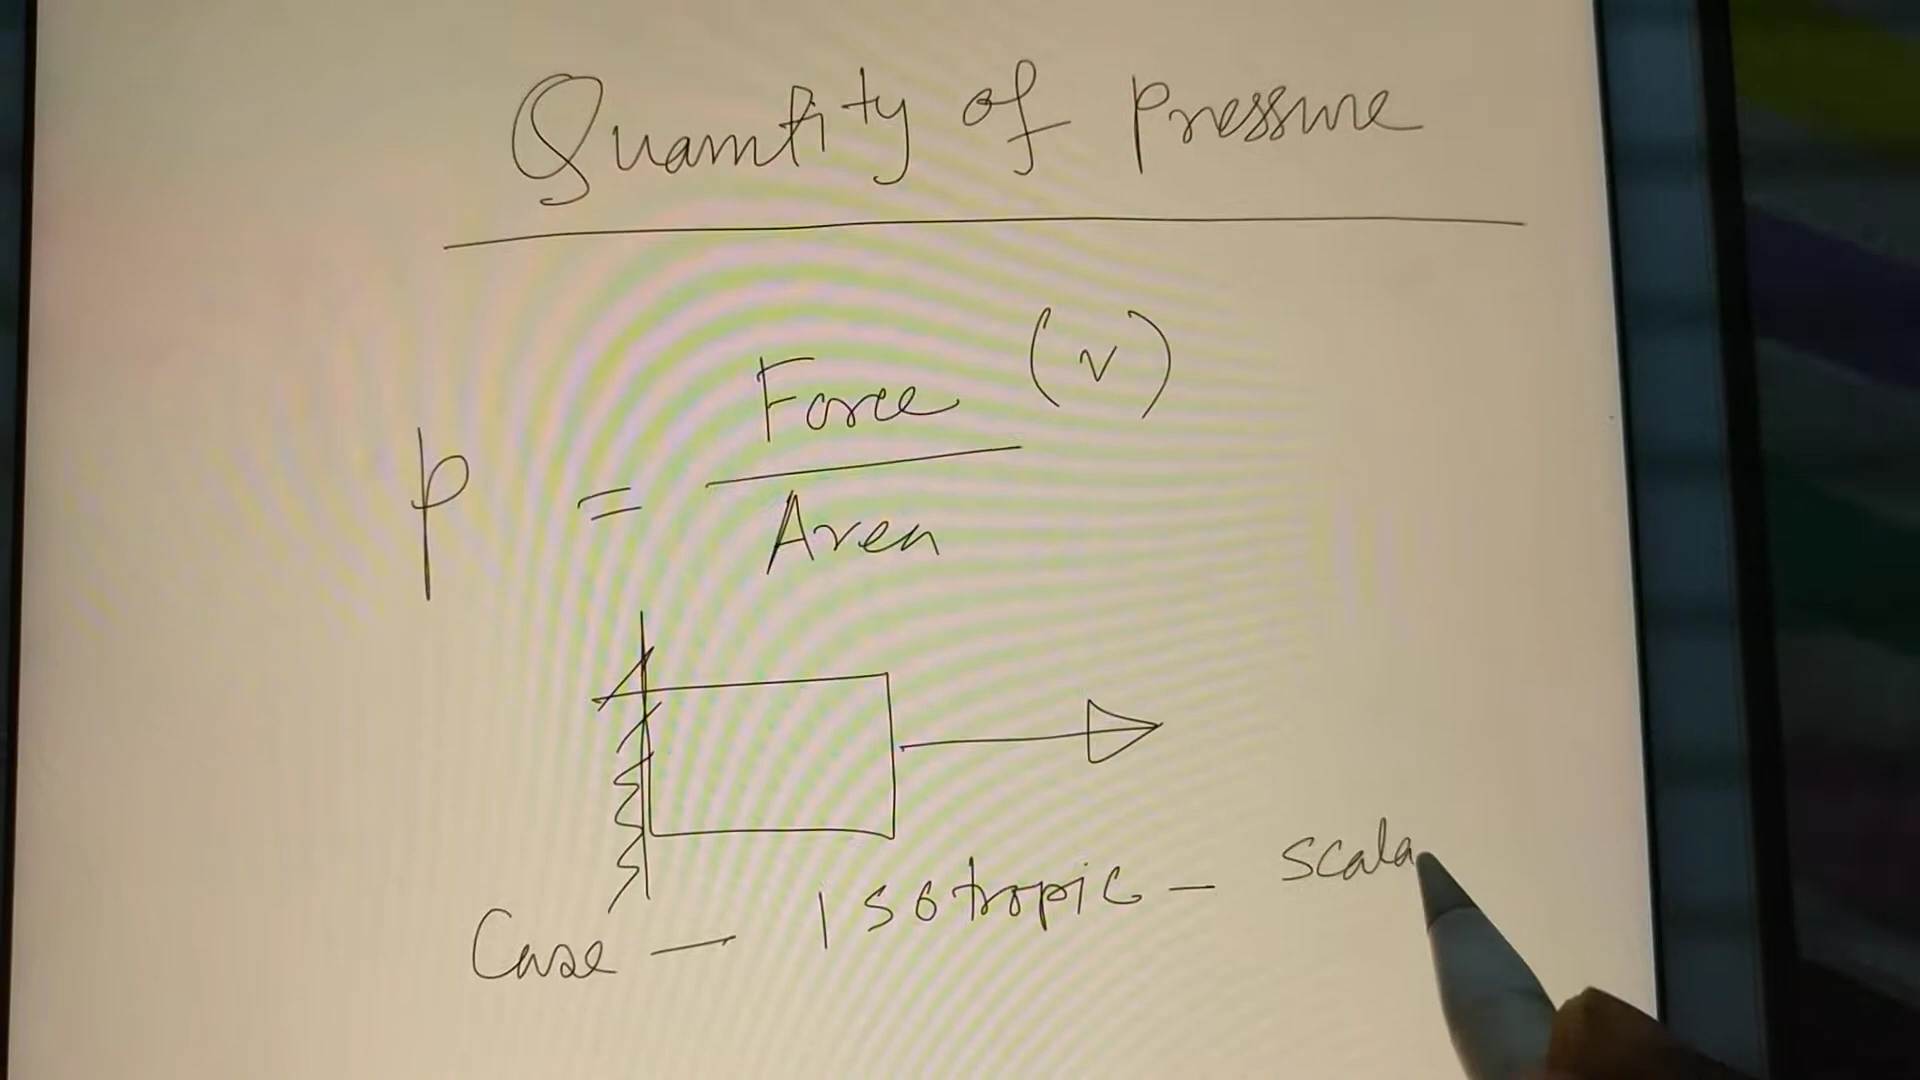 Quantity of Pressure
P = Force (v)
Area
Case — Isotropic — scala